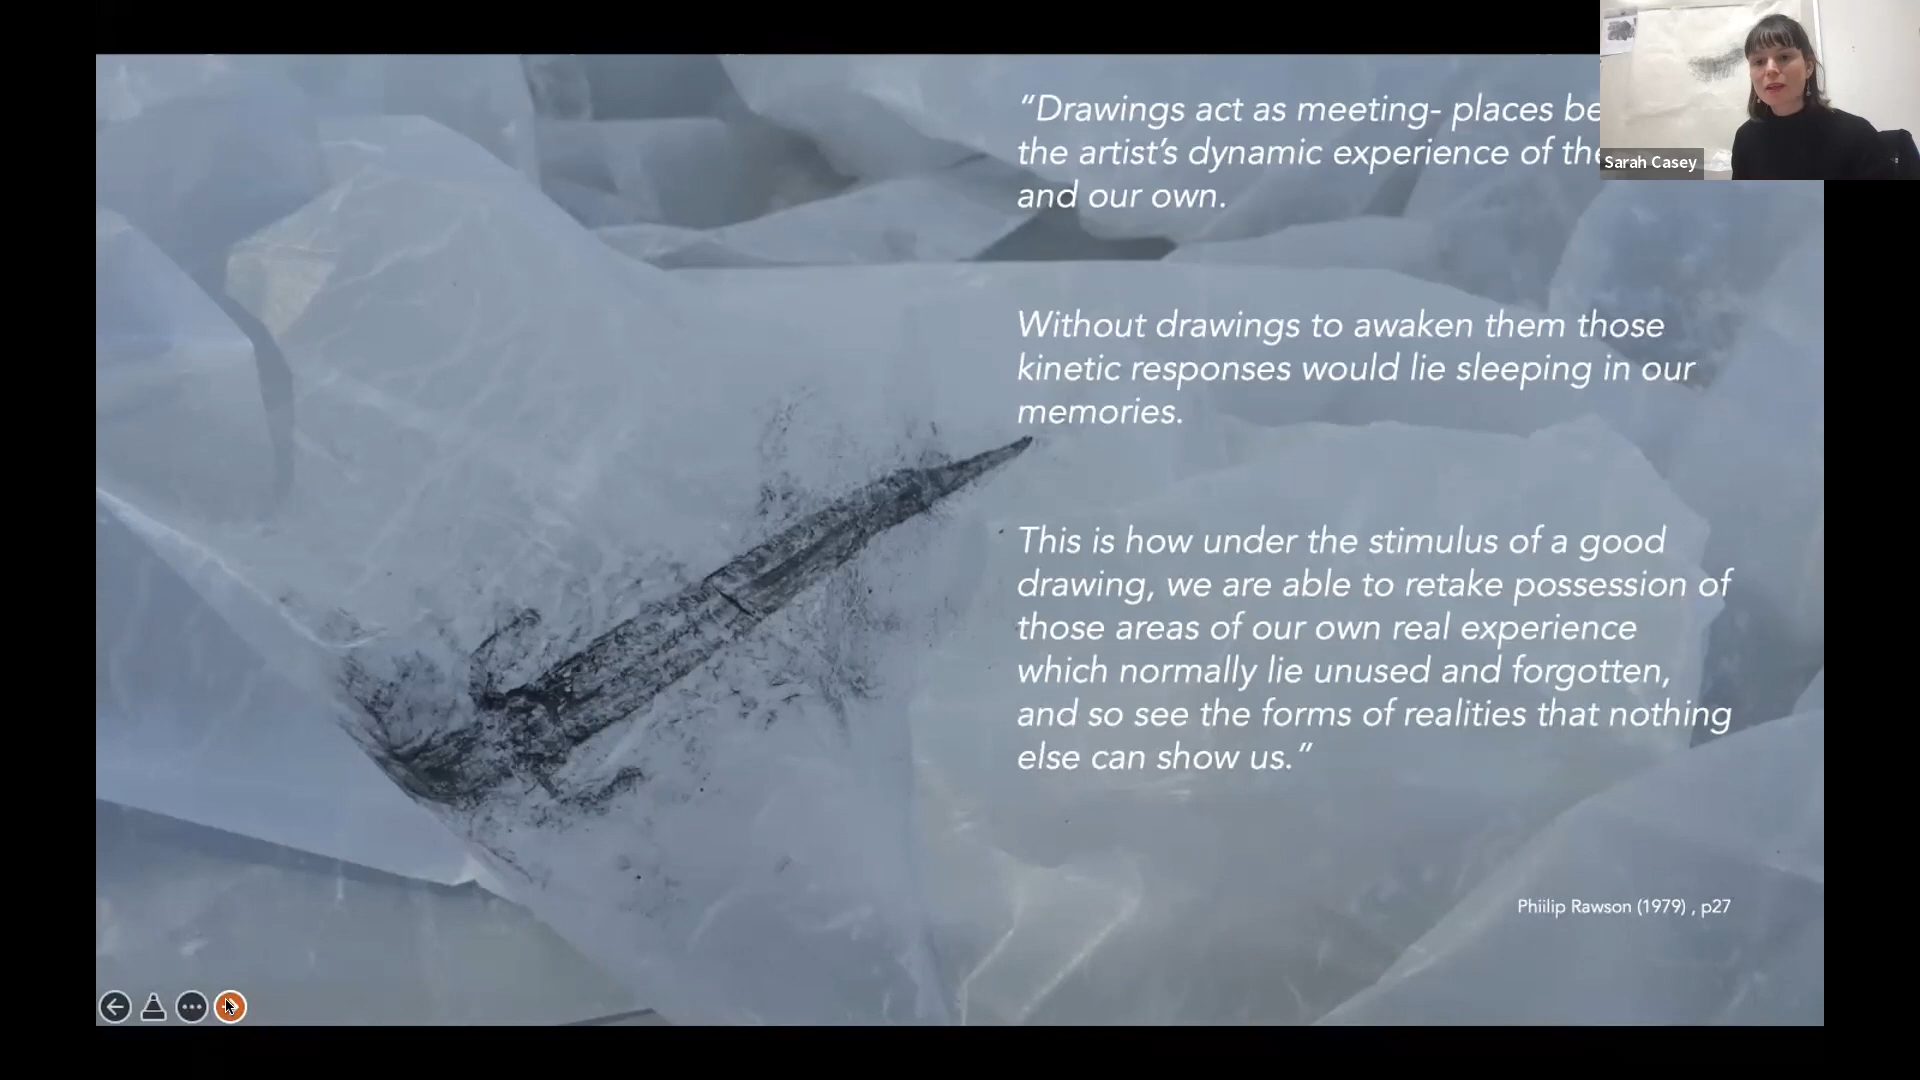 “Drawings act as meeting- places
the artist’s dynamic experience of
and our own.
Without drawings to awaken them those
kinetic responses would lie sleeping in our
memories.
This is how under the stimulus of a good
drawing, we are able to retake possession of
those areas of our own real experience
which normally lie unused and forgotten,
and so see the forms of realities that nothing
else can show us.”
Phiilip Rawson (1979) , p27
Sarah Casey